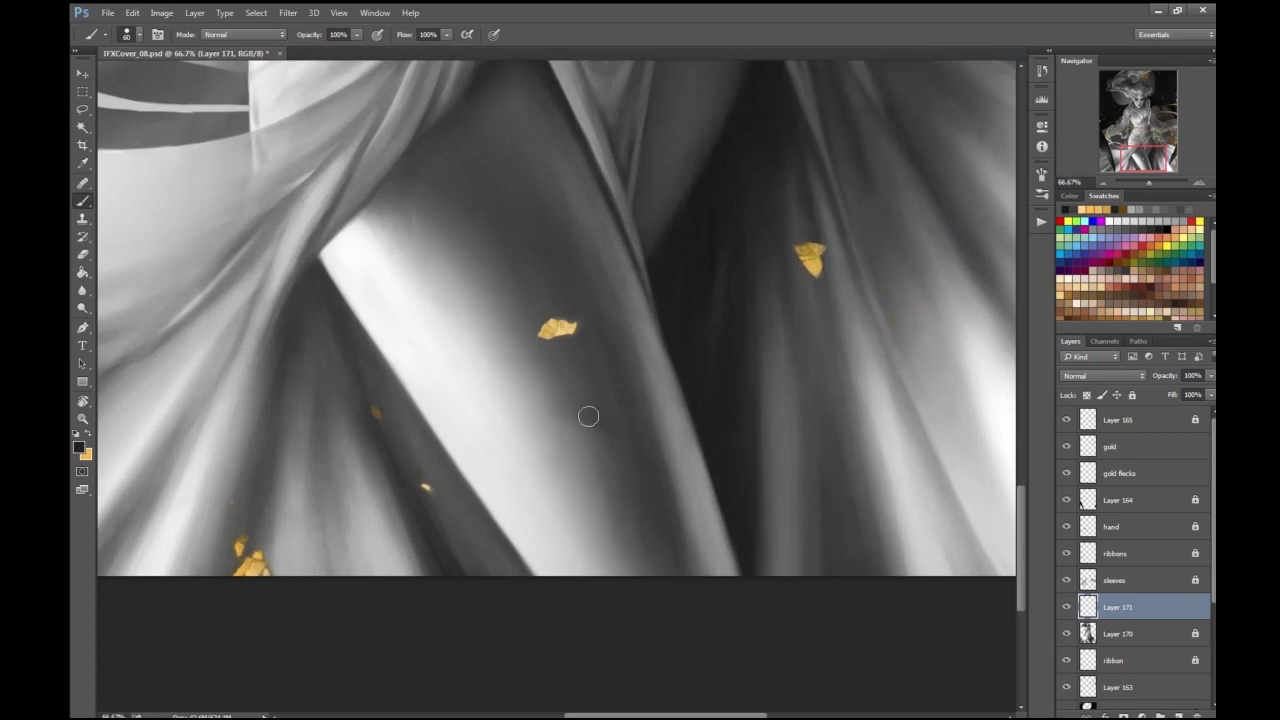 Ps File Edit Image Layer Type Select Filter 3D View Window Help
60 Mode: Normal Opacity: 100% Flow: 100% Essentials
IFXCover_08.psd @ 66.7% (Layer 171, RGB/8) *
Navigator
66.67%
Color Swatches
Layers Channels Paths
Kind
Normal Opacity: 100%
Lock: Fill: 100%
Layer 165
gold
gold flecks
Layer 164
hand
ribbons
sleeves
Layer 171
Layer 170
ribbon
Layer 163
66.67%